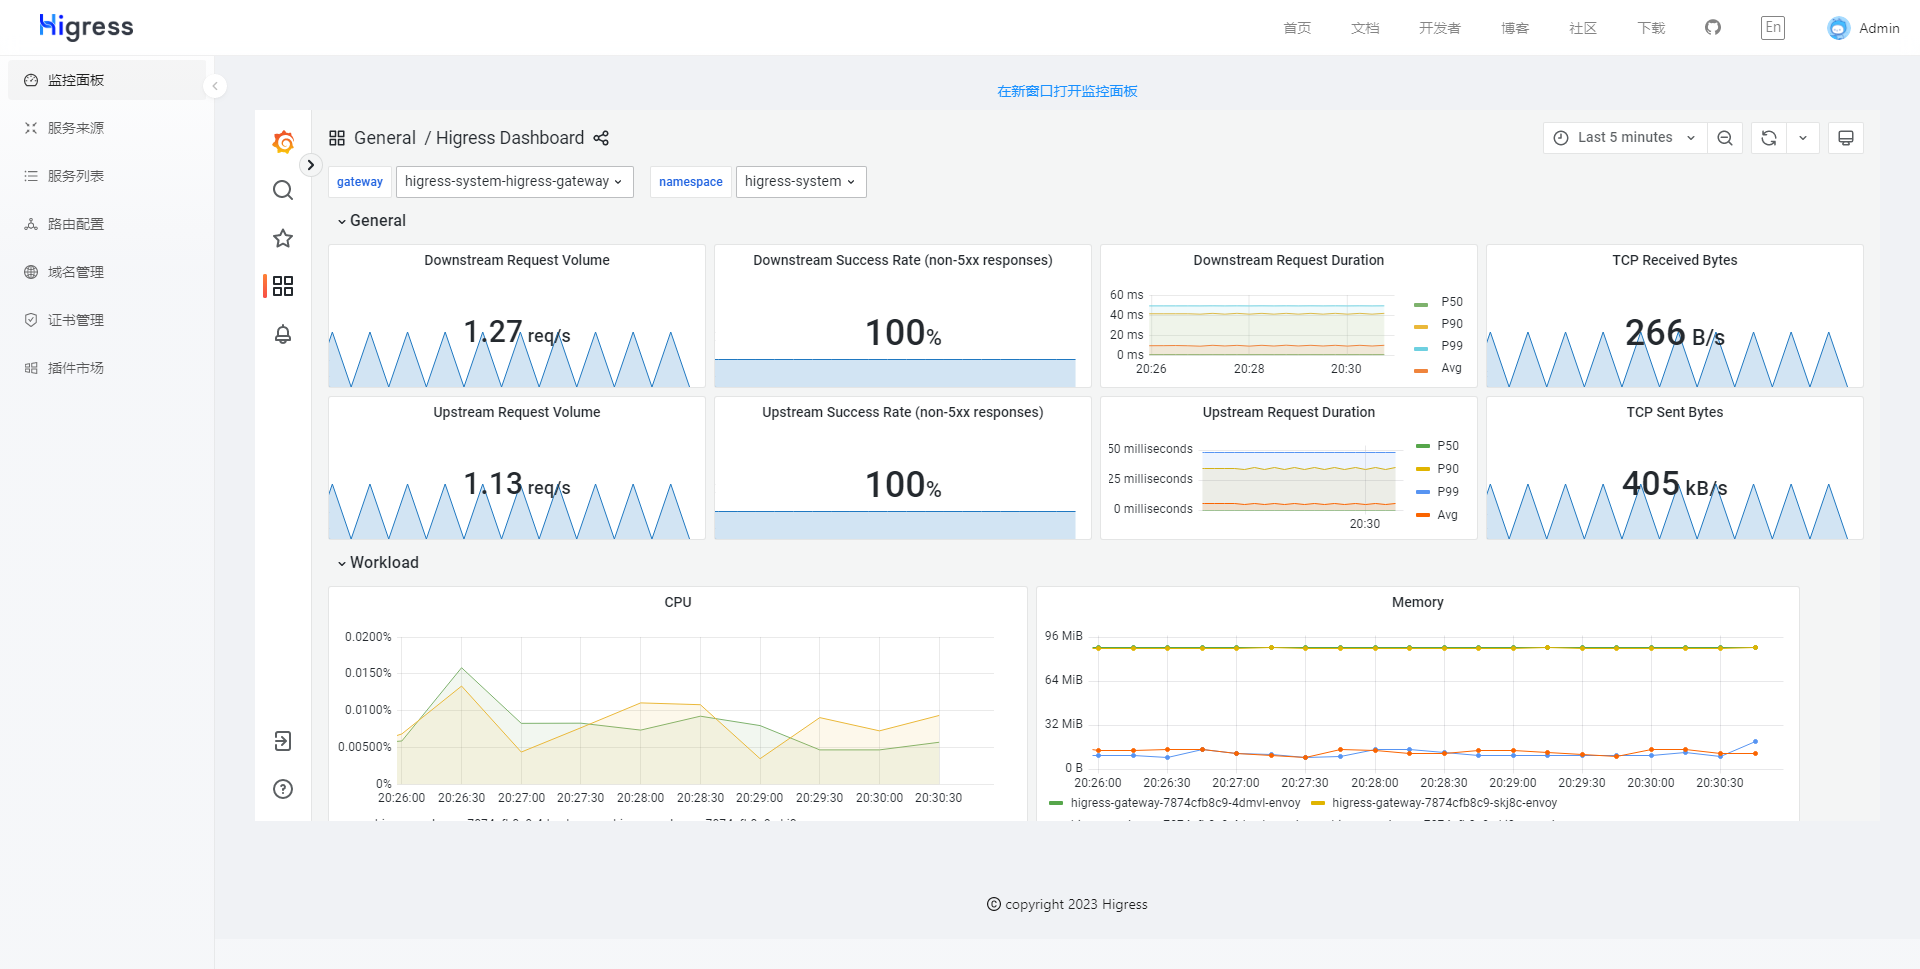 Higress
首页 文档 开发者 博客 社区 下载 En Admin
监控面板
服务来源
服务列表
路由配置
域名管理
证书管理
插件市场
在新窗口打开监控面板
General / Higress Dashboard
Last 5 minutes
gateway higress-system-higress-gateway namespace higress-system
General
Downstream Request Volume
1.27 req/s
Downstream Success Rate (non-5xx responses)
100%
Downstream Request Duration
60 ms
40 ms
20 ms
0 ms
20:26 20:28 20:30
P50
P90
P99
Avg
TCP Received Bytes
266 B/s
Upstream Request Volume
1.13 req/s
Upstream Success Rate (non-5xx responses)
100%
Upstream Request Duration
50 milliseconds
25 milliseconds
0 milliseconds
20:30
P50
P90
P99
Avg
TCP Sent Bytes
405 kB/s
Workload
CPU
0.0200%
0.0150%
0.0100%
0.00500%
0%
20:26:00 20:26:30 20:27:00 20:27:30 20:28:00 20:28:30 20:29:00 20:29:30 20:30:00 20:30:30
Memory
96 MiB
64 MiB
32 MiB
0 B
20:26:00 20:26:30 20:27:00 20:27:30 20:28:00 20:28:30 20:29:00 20:29:30 20:30:00 20:30:30
higress-gateway-7874cfb8c9-4dmvl-envoy higress-gateway-7874cfb8c9-skj8c-envoy
© copyright 2023 Higress